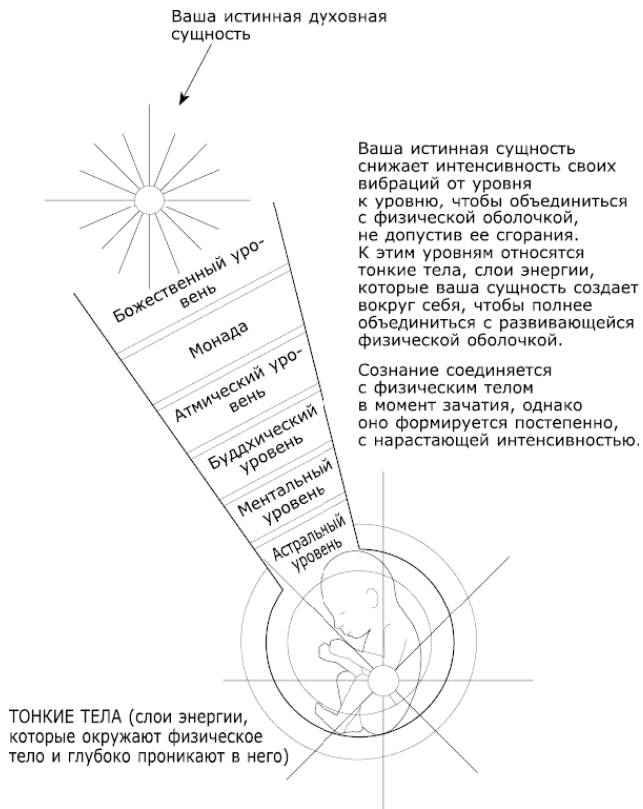 Ваша истинная духовная
сущность
Ваша истинная сущность
снижает интенсивность своих
вибраций от уровня
к уровню, чтобы объединиться
с физической оболочкой,
не допустив ее сгорания.
К этим уровням относятся
тонкие тела, слои энергии,
которые ваша сущность создает
вокруг себя, чтобы полнее
объединиться с развивающейся
физической оболочкой.
Сознание соединяется
с физическим телом
в момент зачатия, однако
оно формируется постепенно,
с нарастающей интенсивностью.
Божественный уро-
вень
Монада
Атмический уро-
вень
Буддхический
уровень
Ментальный
уровень
Астральный
уровень
ТОНКИЕ ТЕЛА (слои энергии,
которые окружают физическое
тело и глубоко проникают в него)